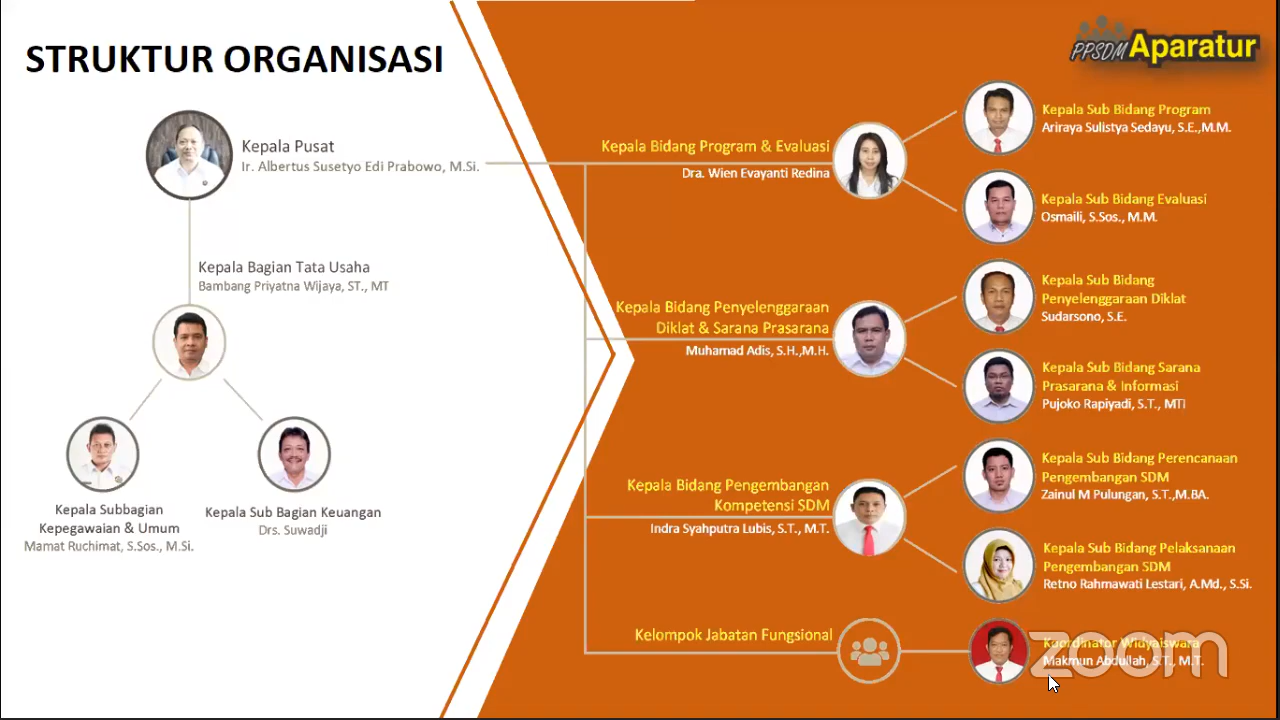 STRUKTUR ORGANISASI
PPSDM Aparatur
Kepala Pusat
Ir. Albertus Susetyo Edi Prabowo, M.Si.
Kepala Bagian Tata Usaha
Bambang Priyatna Wijaya, ST., MT
Kepala Subbagian
Kepegawaian & Umum
Mamat Ruchimat, S.Sos., M.Si.
Kepala Sub Bagian Keuangan
Drs. Suwadji
Kepala Bidang Program & Evaluasi
Dra. Wien Evayanti Redina
Kepala Sub Bidang Program
Ariraya Sulistya Sedayu, S.E.,M.M.
Kepala Sub Bidang Evaluasi
Osmaili, S.Sos., M.M.
Kepala Bidang Penyelenggaraan
Diklat & Sarana Prasarana
Muhamad Adis, S.H.,M.H.
Kepala Sub Bidang
Penyelenggaraan Diklat
Sudarsono, S.E.
Kepala Sub Bidang Sarana
Prasarana & Informasi
Pujoko Rapiyadi, S.T., MTI
Kepala Bidang Pengembangan
Kompetensi SDM
Indra Syahputra Lubis, S.T., M.T.
Kepala Sub Bidang Perencanaan
Pengembangan SDM
Zainul M Pulungan, S.T.,M.BA.
Kepala Sub Bidang Pelaksanaan
Pengembangan SDM
Retno Rahmawati Lestari, A.Md., S.Si.
Kelompok Jabatan Fungsional
Koordinator Widyaiswara
Makmun Abdullah, S.T., M.T.
zoom